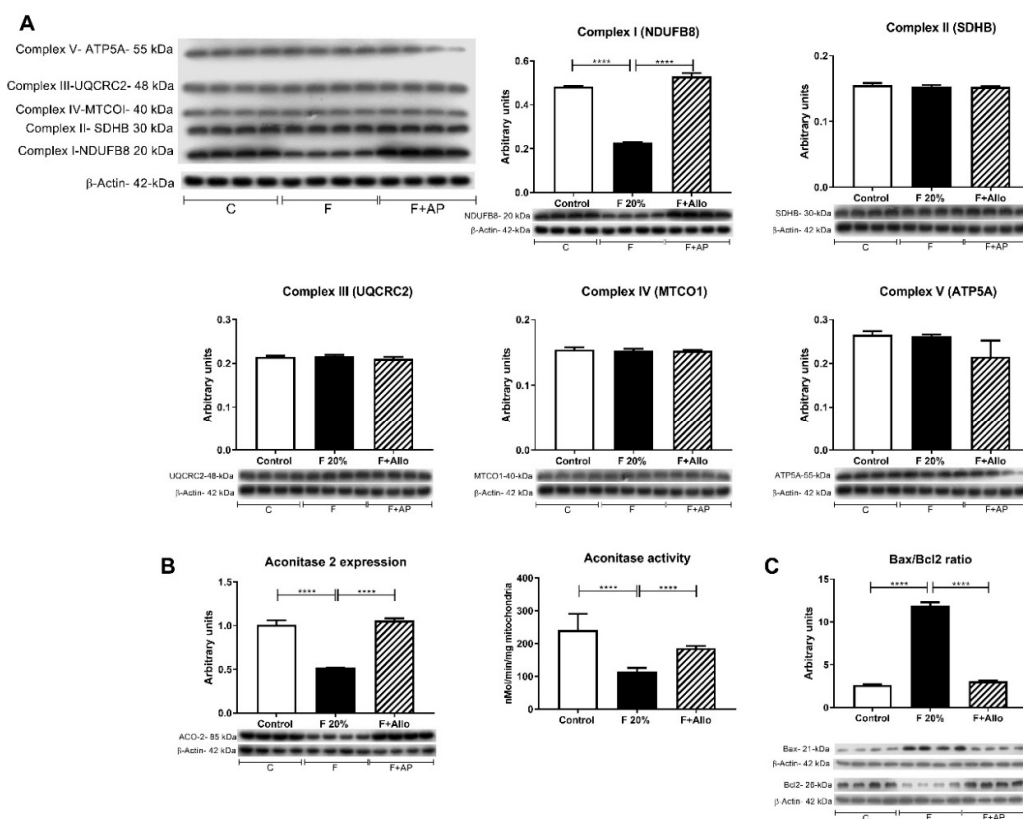 A
Complex V- ATP5A- 55 kDa
Complex III-UQCRC2- 48 kDa
Complex IV-MTCOI- 40 kDa
Complex II- SDHB 30 kDa
Complex I-NDUFB8 20 kDa
β-Actin- 42-kDa
C F F+AP
Complex I (NDUFB8)
**** ****
Arbitrary units
0.6
0.4
0.2
0.0
Control F 20% F+Allo
NDUFB8- 20 kDa
β-Actin- 42-kDa
C F F+AP
Complex II (SDHB)
Arbitrary units
0.2
0.1
0.0
Control F 20% F+Allo
SDHB- 30-kDa
β-Actin- 42 kDa
C F F+AP
Complex III (UQCRC2)
Arbitrary units
0.3
0.2
0.1
0.0
Control F 20% F+Allo
UQCRC2-48-kDa
β-Actin- 42 kDa
C F F+AP
Complex IV (MTCO1)
Arbitrary units
0.2
0.1
0.0
Control F 20% F+Allo
MTCO1-40-kDa
β-Actin- 42 kDa
C F F+AP
Complex V (ATP5A)
Arbitrary units
0.3
0.2
0.1
0.0
Control F 20% F+Allo
ATP5A-55-kDa
β-Actin- 42 kDa
C F F+AP
B
Aconitase 2 expression
**** ****
Arbitrary units
1.5
1.0
0.5
0.0
Control F 20% F+Allo
ACO-2- 85 kDa
β-Actin- 42 kDa
C F F+AP
Aconitase activity
**** ****
nMol/min/mg mitochondria
400
300
200
100
0
Control F 20% F+Allo
C
Bax/Bcl2 ratio
**** ****
Arbitrary units
15
10
5
0
Control F 20% F+Allo
Bax- 21-kDa
β-Actin- 42 kDa
Bcl2- 26-kDa
β-Actin- 42 kDa
C F F+AP